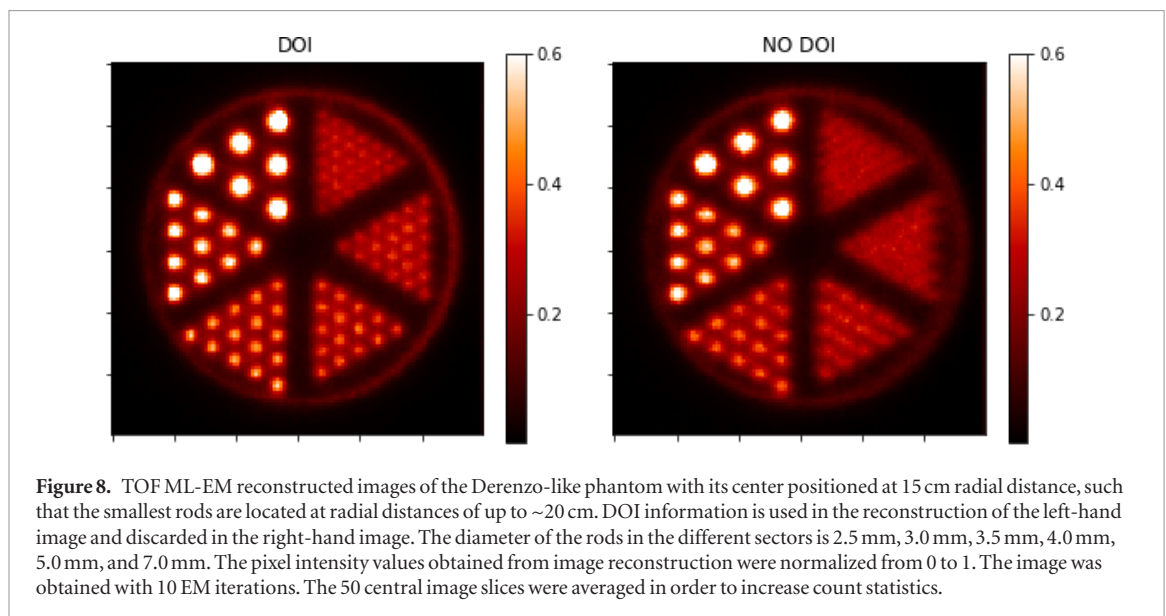 DOI
NO DOI
0.6
0.4
0.2
0.6
0.4
0.2
Figure 8. TOF ML-EM reconstructed images of the Derenzo-like phantom with its center positioned at 15 cm radial distance, such
that the smallest rods are located at radial distances of up to ~20 cm. DOI information is used in the reconstruction of the left-hand
image and discarded in the right-hand image. The diameter of the rods in the different sectors is 2.5 mm, 3.0 mm, 3.5 mm, 4.0 mm,
5.0 mm, and 7.0 mm. The pixel intensity values obtained from image reconstruction were normalized from 0 to 1. The image was
obtained with 10 EM iterations. The 50 central image slices were averaged in order to increase count statistics.